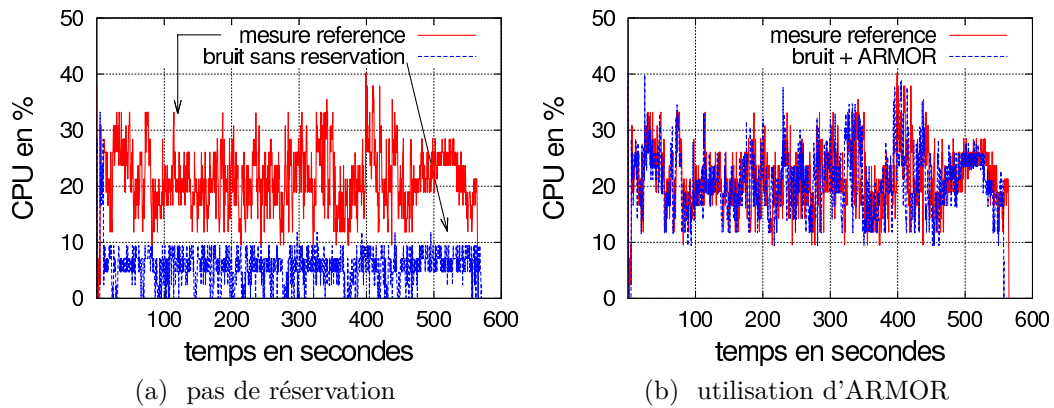 50
40
30
20
10
0
CPU en %
mesure reference
bruit sans reservation
100 200 300 400 500 600
temps en secondes
(a) pas de réservation
50
40
30
20
10
0
CPU en %
mesure reference
bruit + ARMOR
100 200 300 400 500 600
temps en secondes
(b) utilisation d'ARMOR